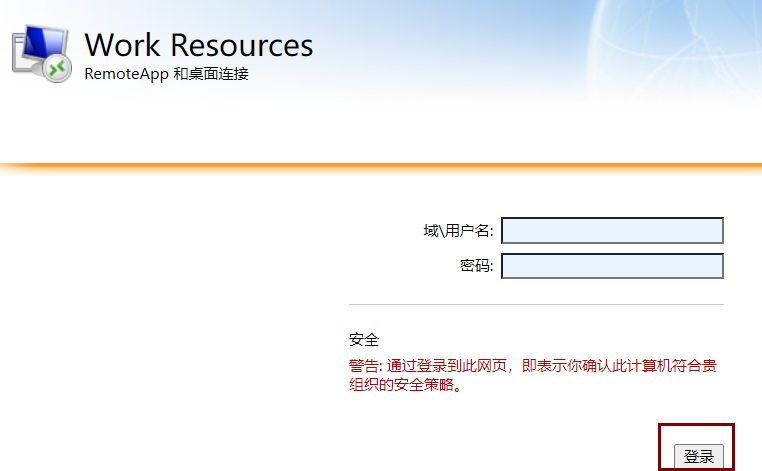 Work Resources
RemoteApp 和桌面连接
域\用户名:
密码:
安全
警告: 通过登录到此网页，即表示你确认此计算机符合贵
组织的安全策略。
登录